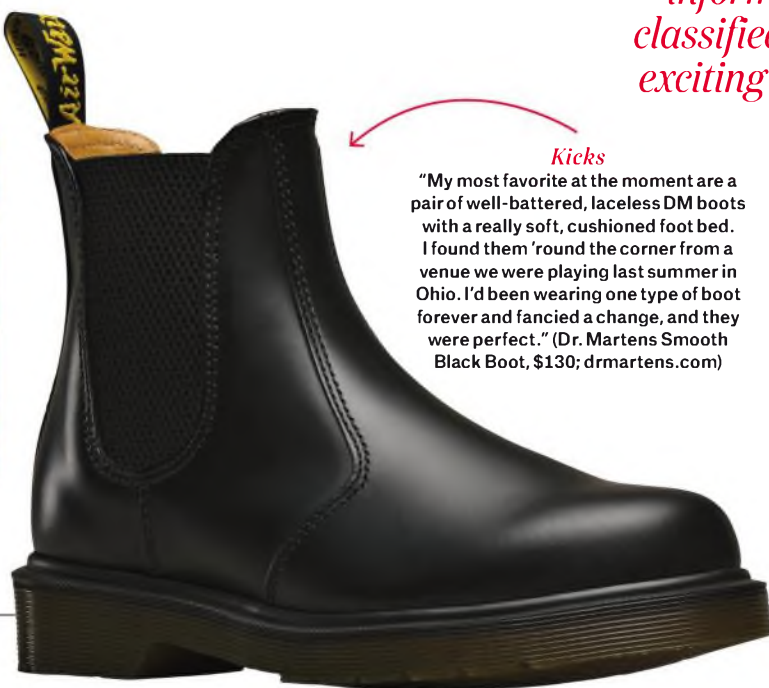 inform
classified
exciting
Kicks
"My most favorite at the moment are a
pair of well-battered, laceless DM boots
with a really soft, cushioned foot bed.
I found them ’round the corner from a
venue we were playing last summer in
Ohio. I’d been wearing one type of boot
forever and fancied a change, and they
were perfect." (Dr. Martens Smooth
Black Boot, $130; drmartens.com)